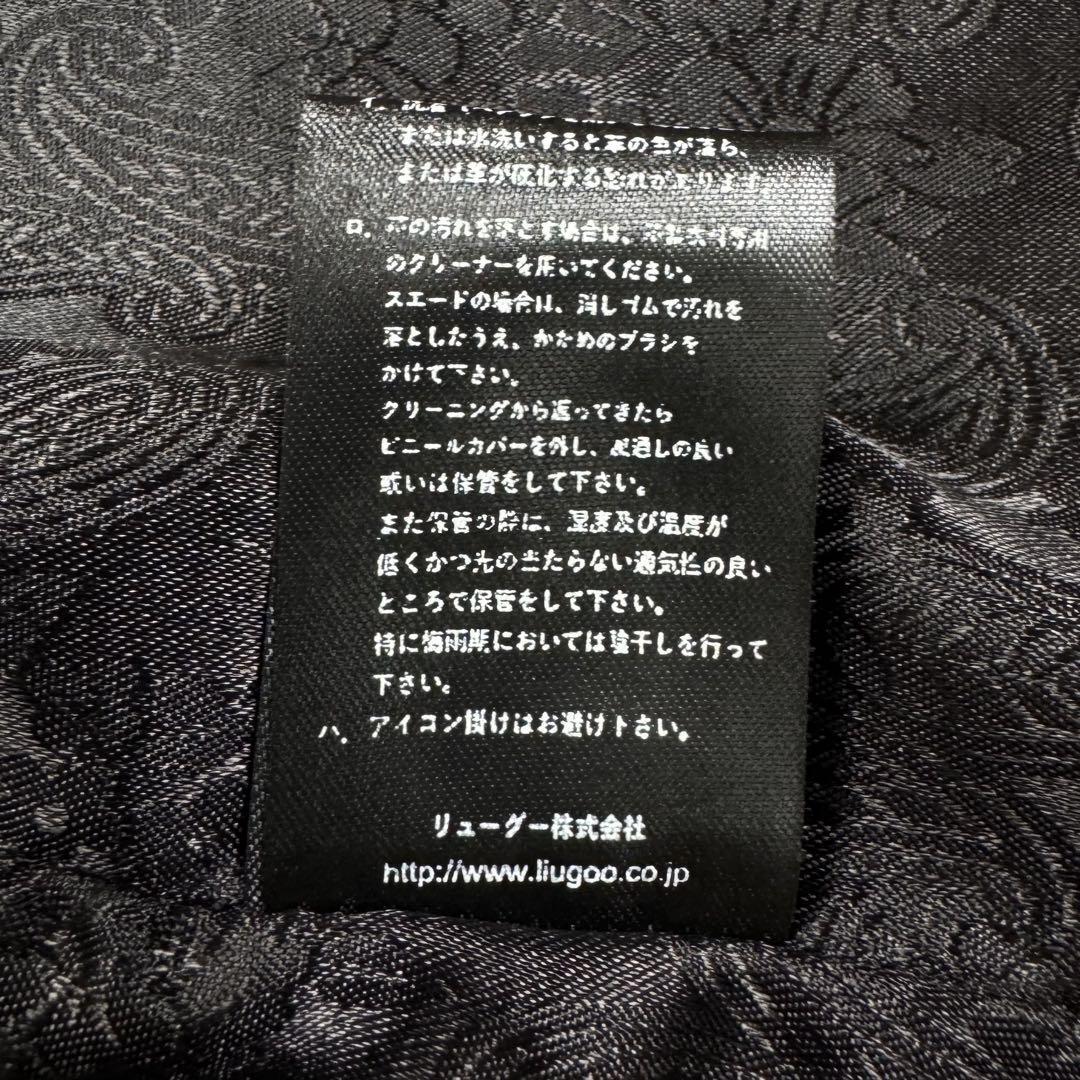 または水洗いすると革の色が落ち、
または革が硬化する恐れがあります。
ロ. 革の汚れを落とす場合は、
のクリーナーを用いてください。
スエードの場合は、消しゴムで汚れを
落としたうえ、かためのブラシを
かけて下さい。
クリーニングから返ってきたら
ビニールカバーを外し、風通しの良い
或いは保管をして下さい。
また保管の際は、湿度及び温度が
低くかつ光の当たらない通気性の良い
ところで保管をして下さい。
特に梅雨期においては陰干しを行って
下さい。
ハ. アイコン掛けはお避け下さい。
リューグー株式会社
http://www.liugoo.co.jp